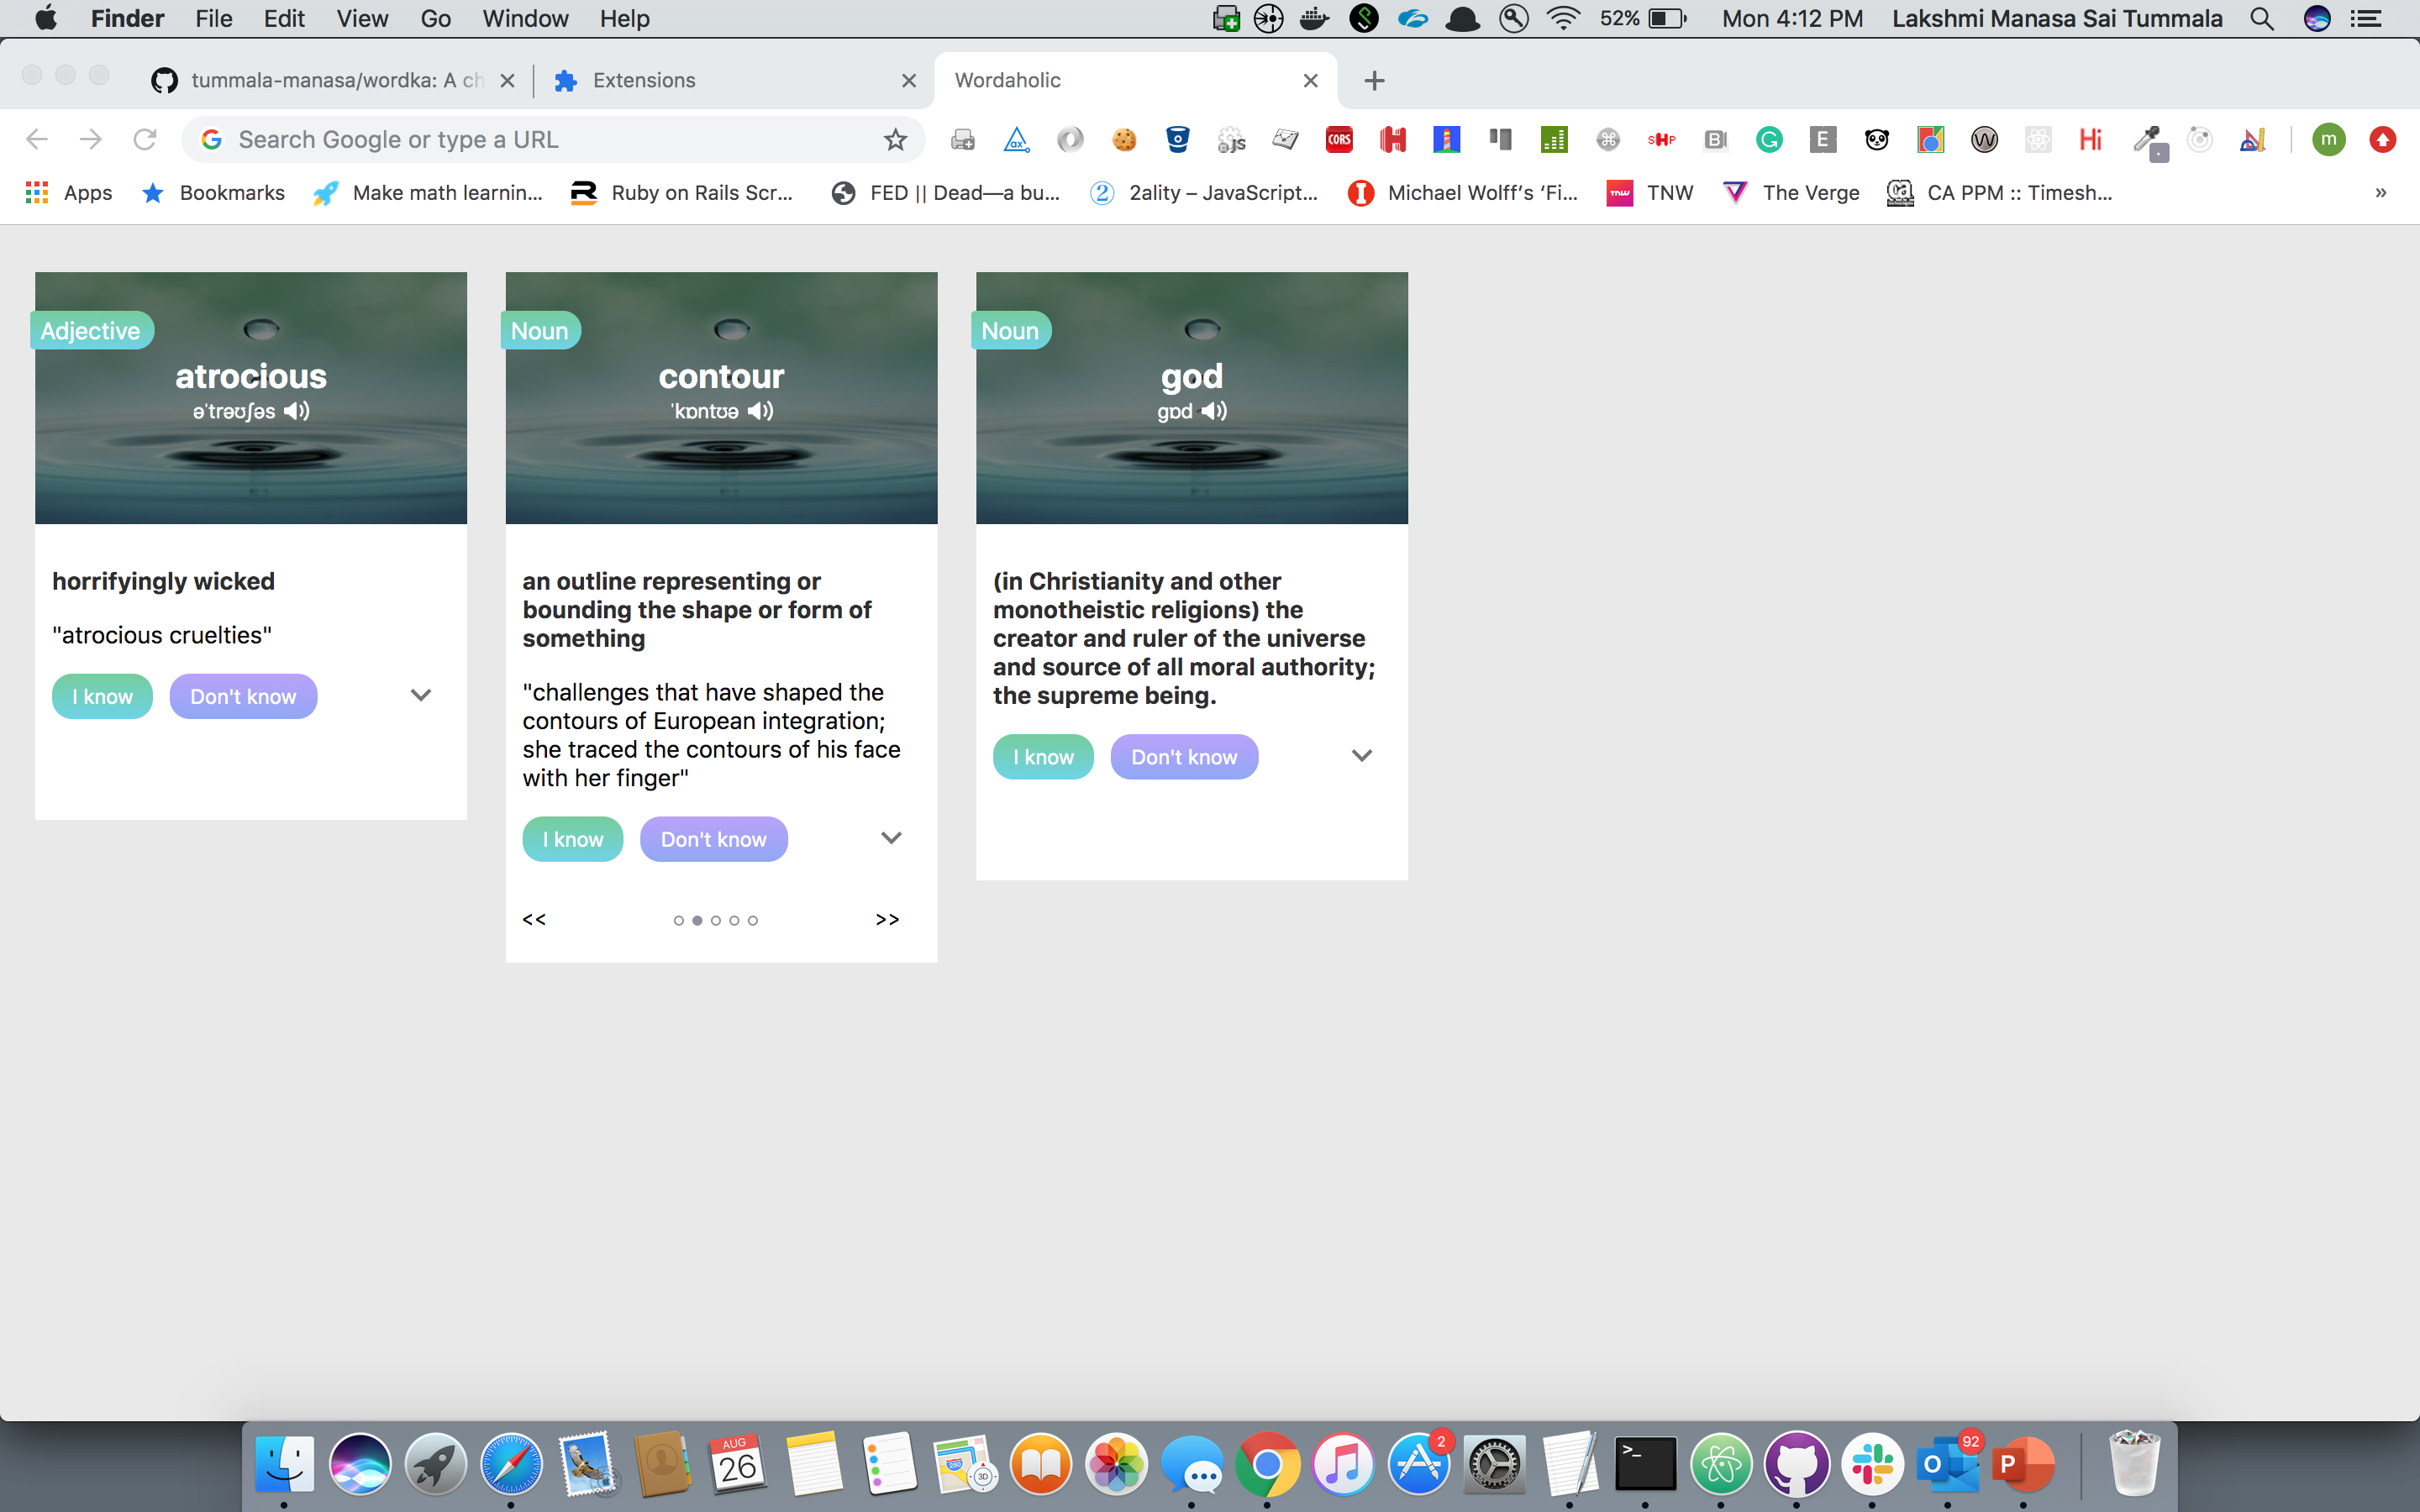 Finder File Edit View Go Window Help 52% Mon 4:12 PM Lakshmi Manasa Sai Tummala
tummala-manasa/wordka: A ch Extensions Wordaholic
Search Google or type a URL
Apps Bookmarks Make math learnin... Ruby on Rails Scr... FED || Dead—a bu... 2ality – JavaScript... Michael Wolff's 'Fi... TNW The Verge CA PPM :: Timesh... »
Adjective
atrocious
əˈtrəʊʃəs
horrifyingly wicked
"atrocious cruelties"
I know Don't know
Noun
contour
ˈkɒntʊə
an outline representing or
bounding the shape or form of
something
"challenges that have shaped the
contours of European integration;
she traced the contours of his face
with her finger"
I know Don't know
<< >>
Noun
god
ɡɒd
(in Christianity and other
monotheistic religions) the
creator and ruler of the universe
and source of all moral authority;
the supreme being.
I know Don't know
AUG
26
280
3D
2
>_
O
92
P